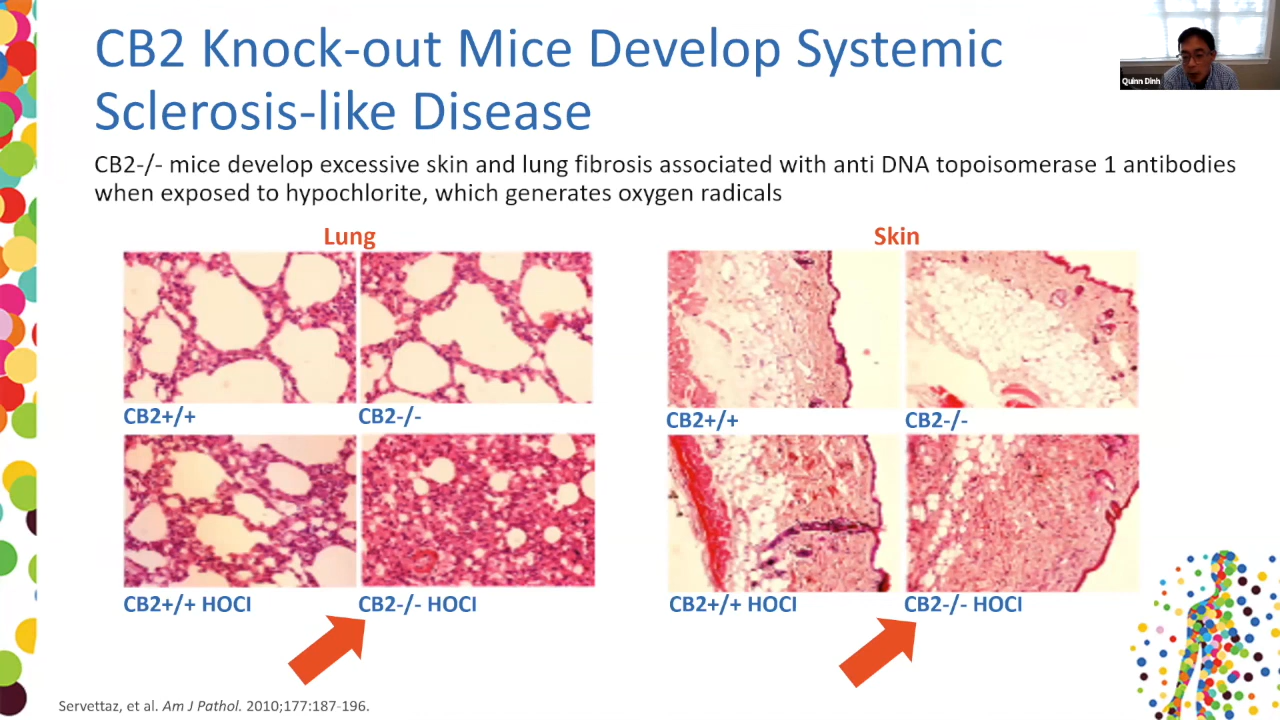 CB2 Knock-out Mice Develop Systemic
Sclerosis-like Disease
Quinn Dinh
CB2-/- mice develop excessive skin and lung fibrosis associated with anti DNA topoisomerase 1 antibodies
when exposed to hypochlorite, which generates oxygen radicals
Lung
Skin
CB2+/+
CB2-/-
CB2+/+
CB2-/-
CB2+/+ HOCl
CB2-/- HOCl
CB2+/+ HOCl
CB2-/- HOCl
Servettaz, et al. Am J Pathol. 2010;177:187-196.